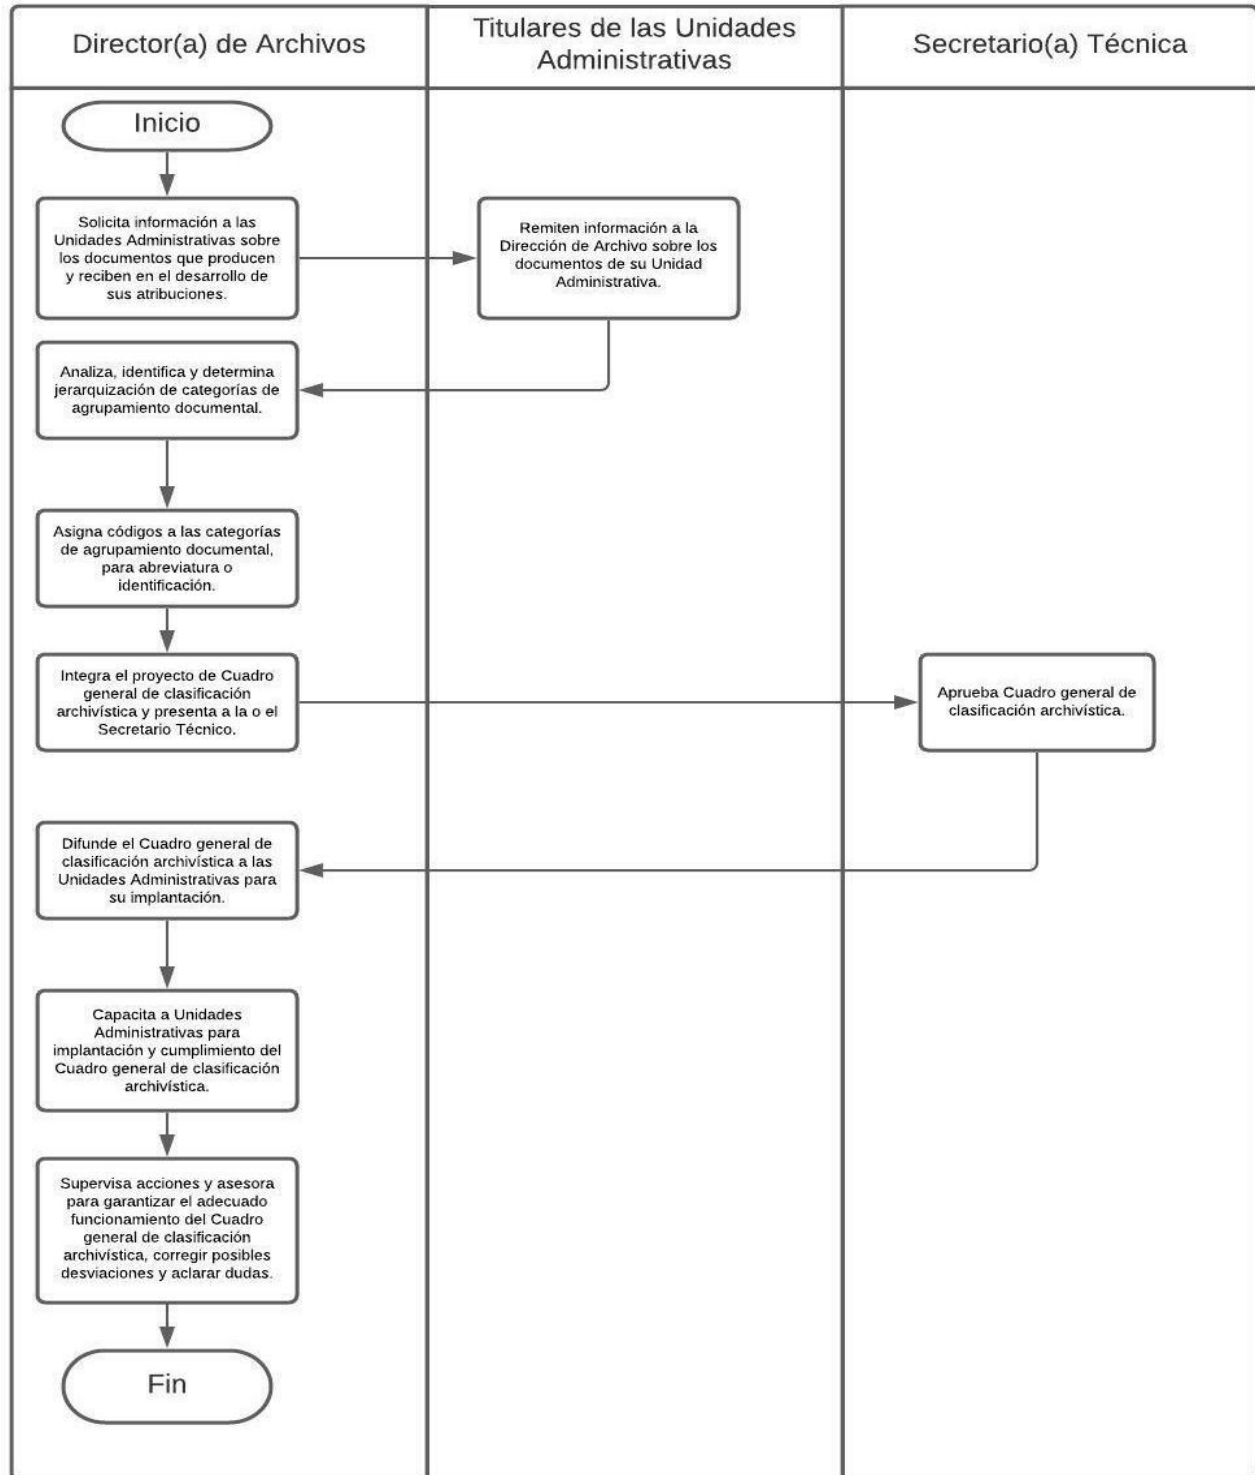 Director(a) de Archivos
Titulares de las Unidades
Administrativas
Secretario(a) Técnica
Inicio
Solicita información a las
Unidades Administrativas sobre
los documentos que producen
y reciben en el desarrollo de
sus atribuciones.
Remiten información a la
Dirección de Archivo sobre los
documentos de su Unidad
Administrativa.
Analiza, identifica y determina
jerarquización de categorías de
agrupamiento documental.
Asigna códigos a las categorías
de agrupamiento documental,
para abreviatura o
identificación.
Integra el proyecto de Cuadro
general de clasificación
archivística y presenta a la o el
Secretario Técnico.
Aprueba Cuadro general de
clasificación archivística.
Difunde el Cuadro general de
clasificación archivística a las
Unidades Administrativas para
su implantación.
Capacita a Unidades
Administrativas para
implantación y cumplimiento del
Cuadro general de clasificación
archivística.
Supervisa acciones y asesora
para garantizar el adecuado
funcionamiento del Cuadro
general de clasificación
archivística, corregir posibles
desviaciones y aclarar dudas.
Fin